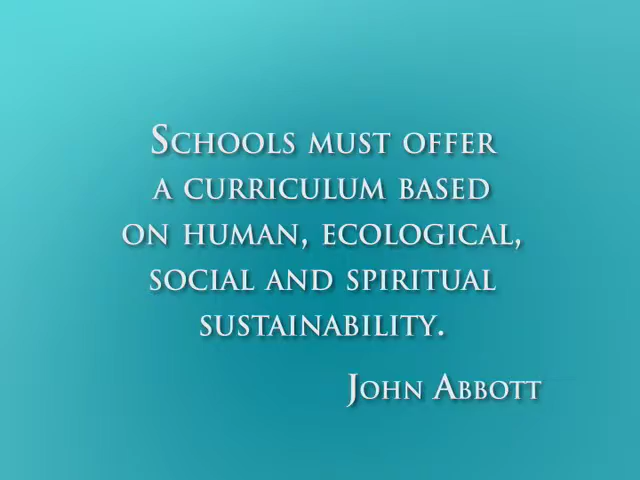 Schools must offer
a curriculum based
on human, ecological,
social and spiritual
sustainability.
John Abbott